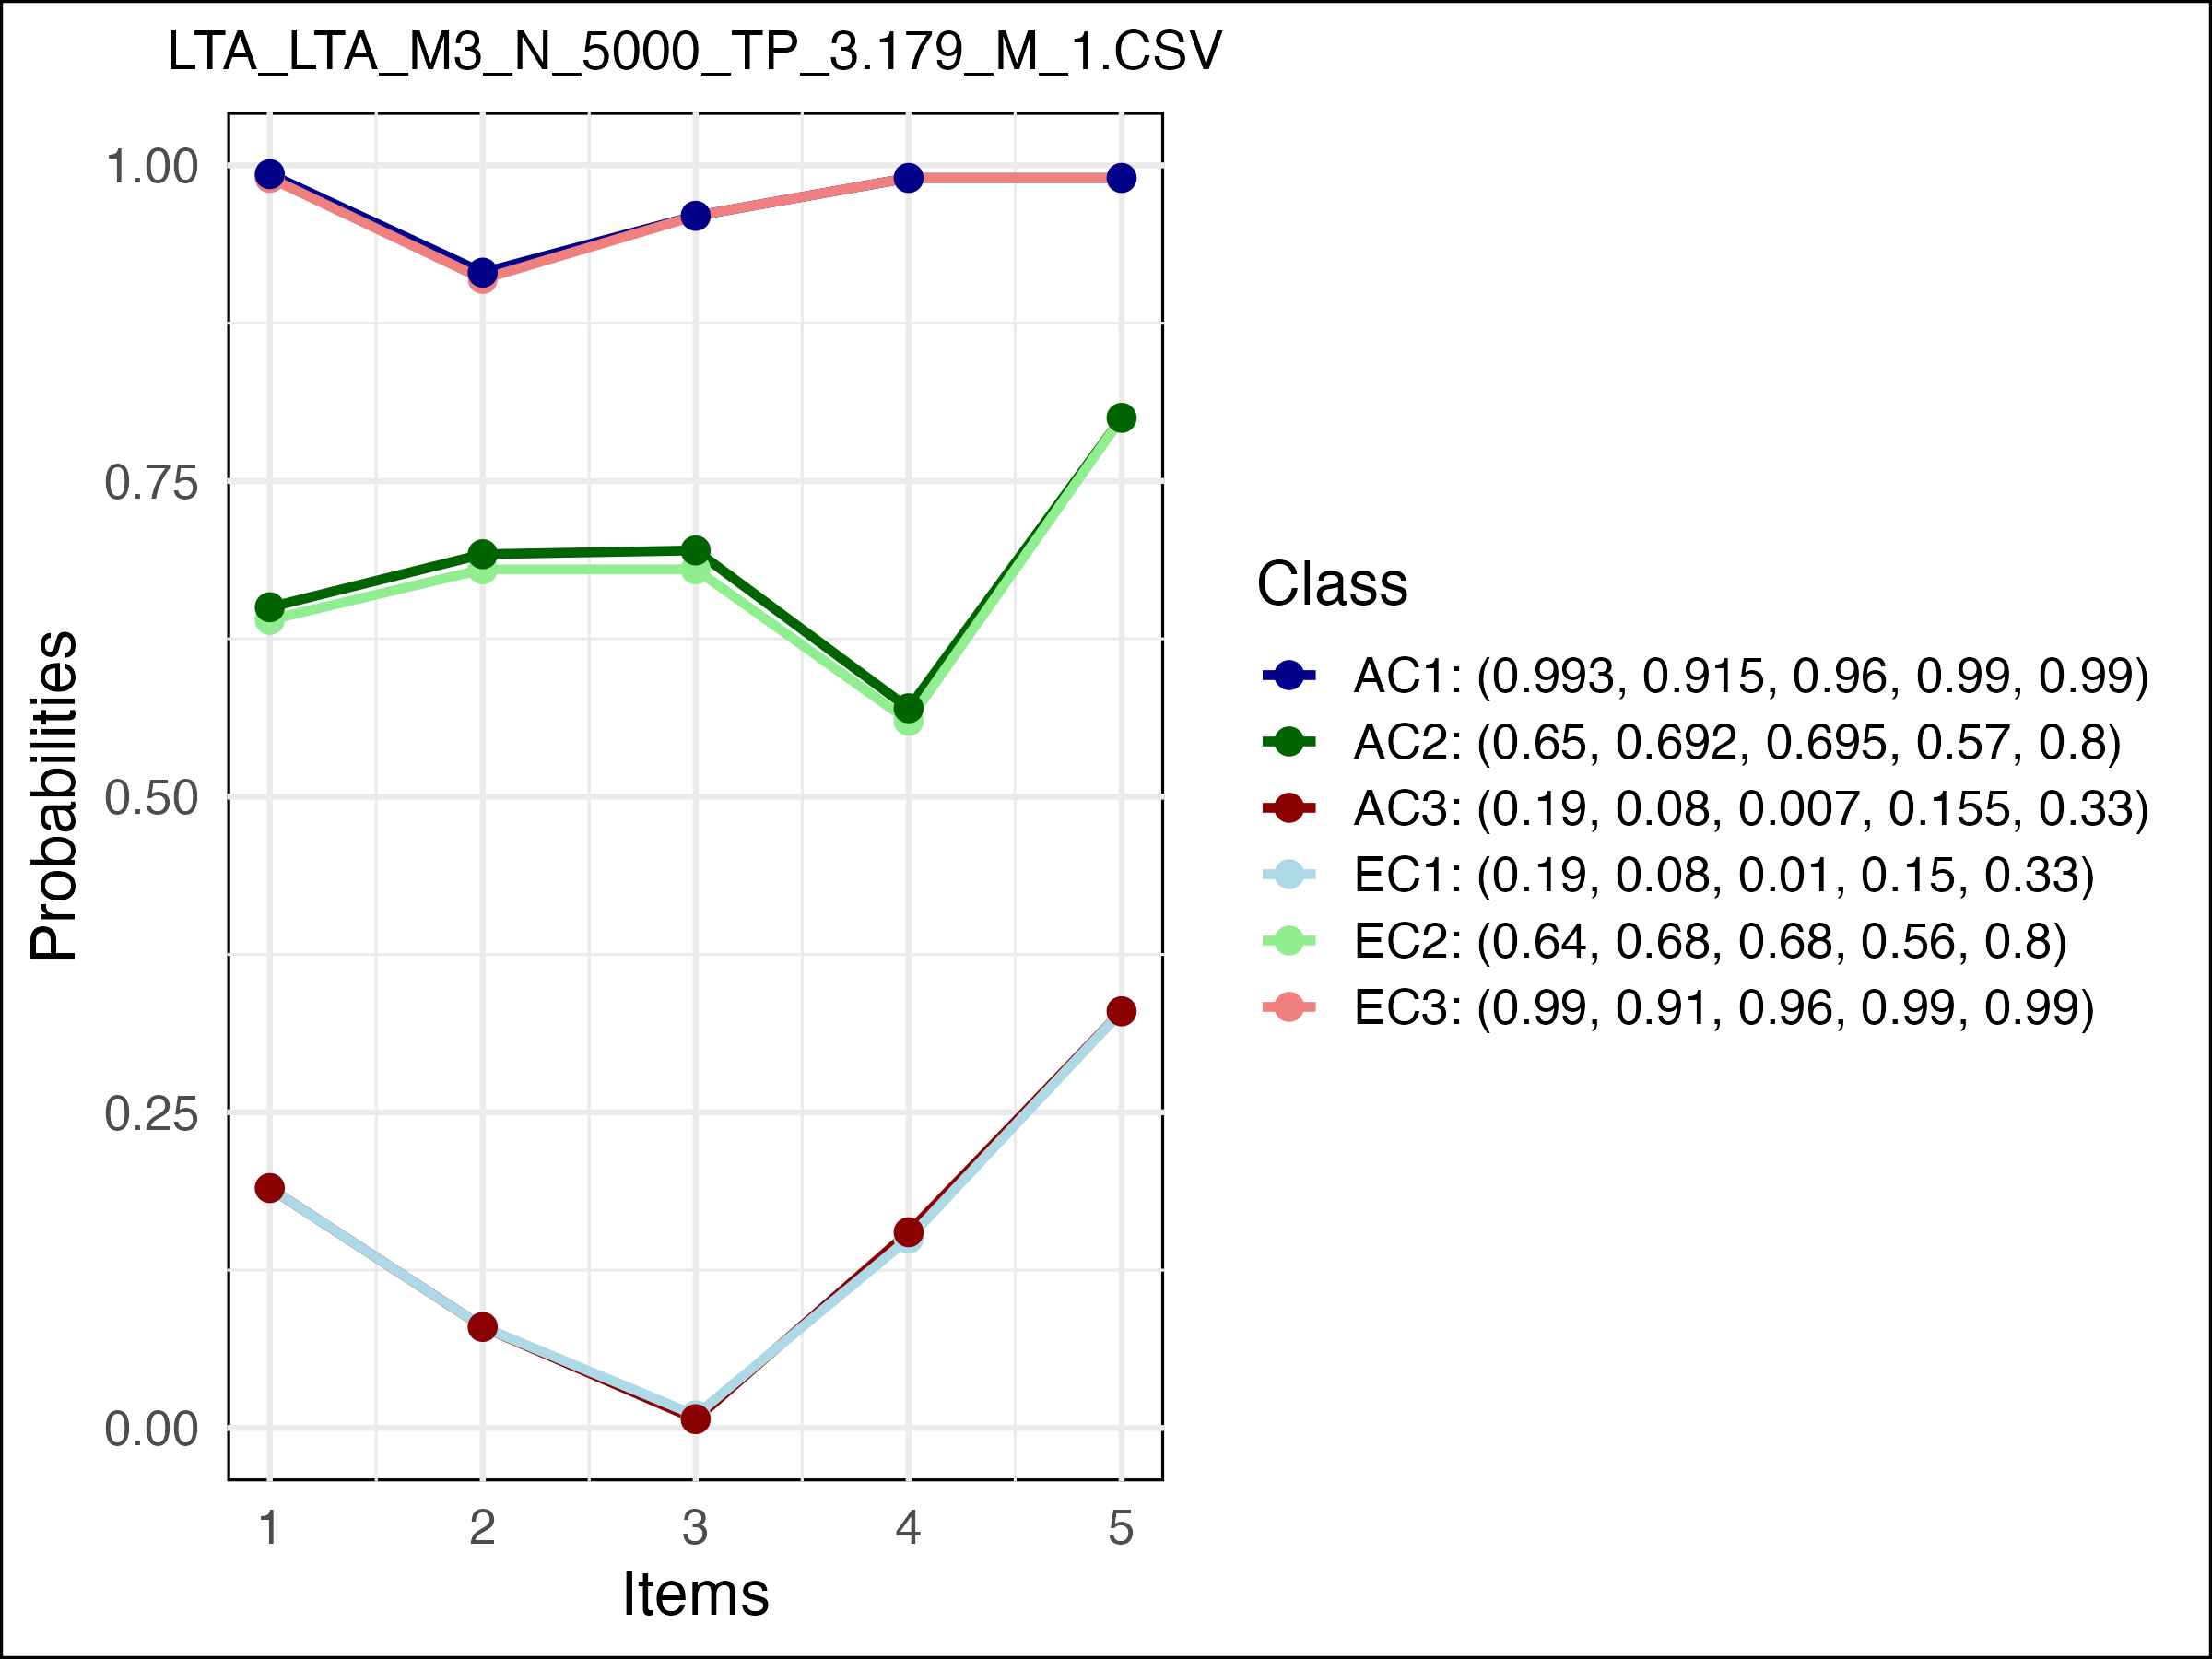 LTA_LTA_M3_N_5000_TP_3.179_M_1.CSV
1.00
0.75
0.50
0.25
0.00
Probabilities
1 2 3 4 5
Items
Class
AC1: (0.993, 0.915, 0.96, 0.99, 0.99)
AC2: (0.65, 0.692, 0.695, 0.57, 0.8)
AC3: (0.19, 0.08, 0.007, 0.155, 0.33)
EC1: (0.19, 0.08, 0.01, 0.15, 0.33)
EC2: (0.64, 0.68, 0.68, 0.56, 0.8)
EC3: (0.99, 0.91, 0.96, 0.99, 0.99)